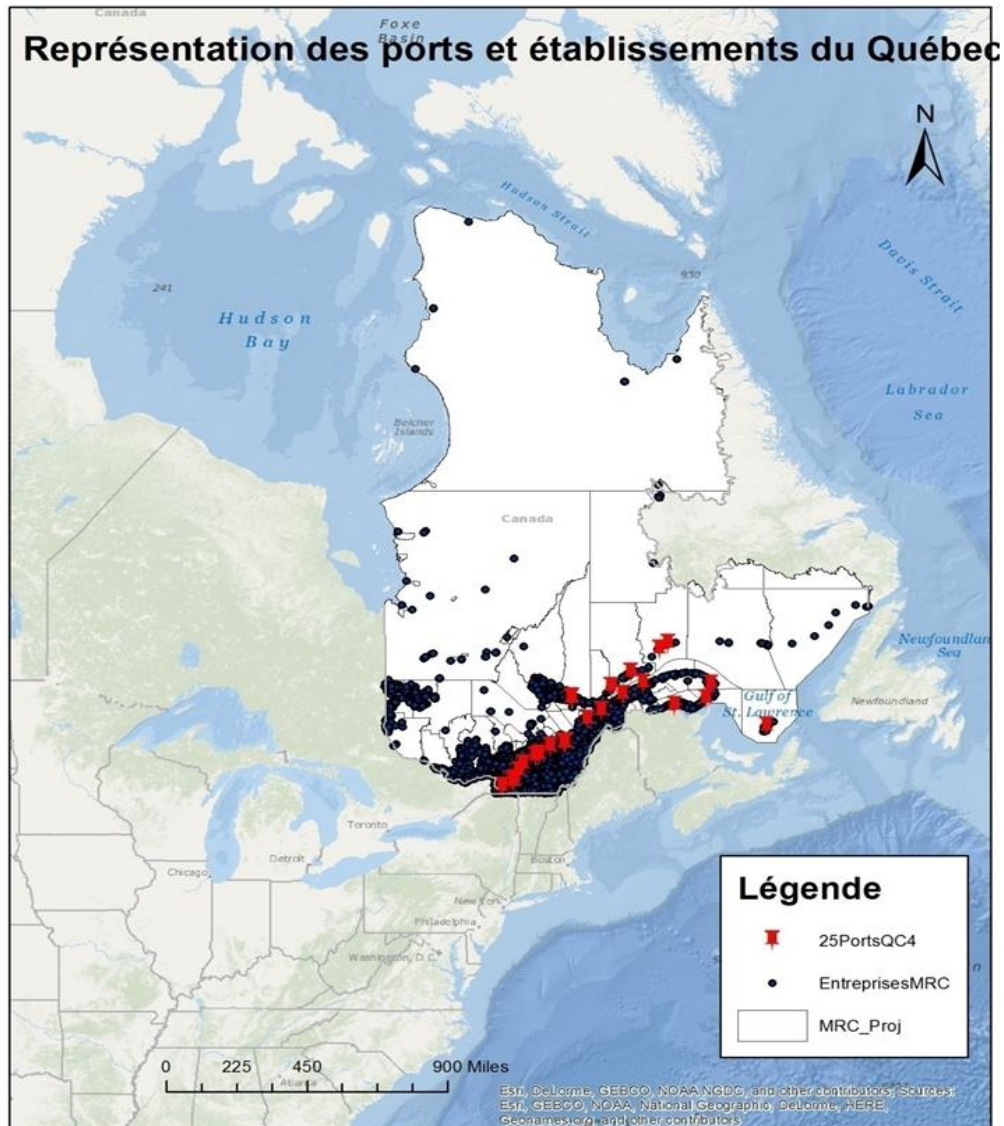 Foxe
Basin
Représentation des ports et établissements du Québec
N
Hudson Strait
Davis Strait
930
241
Hudson
Bay
Labrador
Sea
Belcher
Islands
Canada
Newfoundlan
Sea
Gulf of
St. Lawrence
Newfoundland
Toronto
Detroit
Chicago
Boston
New York
Philadelphia
Washington, D.C.
Atlanta
Légende
25PortsQC4
EntreprisesMRC
MRC_Proj
0 225 450 900 Miles
Esri, DeLorme, GEBCO, NOAA NGDC, and other contributors; Sources:
Esri, GEBCO, NOAA, National Geographic, DeLorme, HERE,
Geonames.org, and other contributors